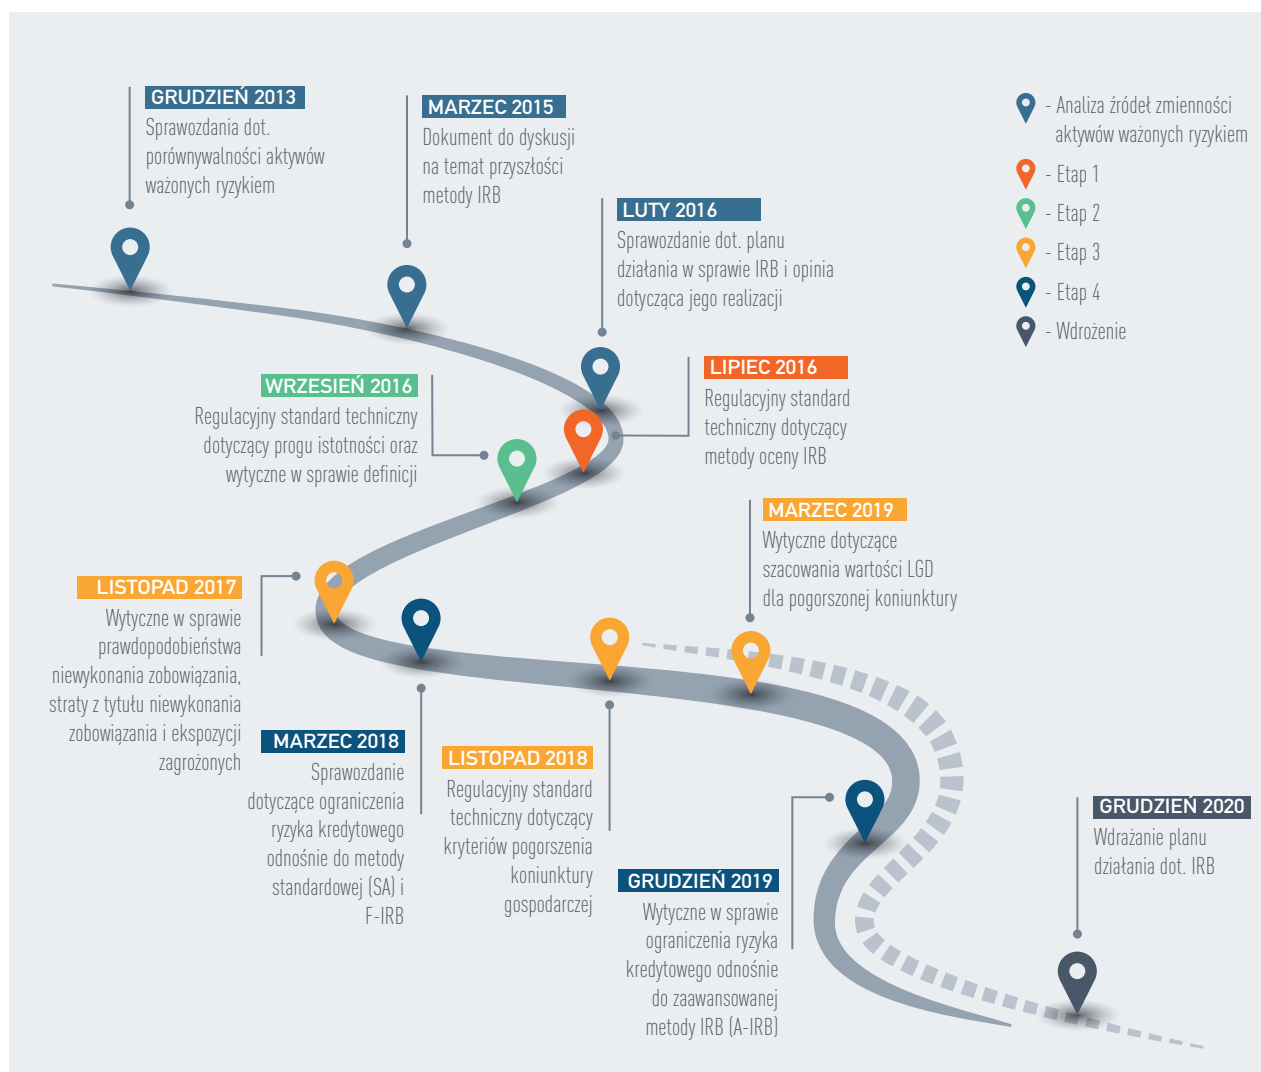 GRUDZIEŃ 2013
Sprawozdania dot.
porównywalności aktywów
ważonych ryzykiem
MARZEC 2015
Dokument do dyskusji
na temat przyszłości
metody IRB
LUTY 2016
Sprawozdanie dot. planu
działania w sprawie IRB i opinia
dotycząca jego realizacji
- Analiza źródeł zmienności
aktywów ważonych ryzykiem
- Etap 1
- Etap 2
- Etap 3
- Etap 4
- Wdrożenie
LIPIEC 2016
Regulacyjny standard
techniczny dotyczący
metody oceny IRB
WRZESIEŃ 2016
Regulacyjny standard techniczny
dotyczący progu istotności oraz
wytyczne w sprawie definicji
MARZEC 2019
Wytyczne dotyczące
szacowania wartości LGD
dla pogorszonej koniunktury
LISTOPAD 2017
Wytyczne w sprawie
prawdopodobieństwa
niewykonania zobowiązania,
straty z tytułu niewykonania
zobowiązania i ekspozycji
zagrożonych
MARZEC 2018
Sprawozdanie
dotyczące ograniczenia
ryzyka kredytowego
odnośnie do metody
standardowej (SA) i
F-IRB
LISTOPAD 2018
Regulacyjny standard
techniczny dotyczący
kryteriów pogorszenia
koniunktury
gospodarczej
GRUDZIEŃ 2019
Wytyczne w sprawie
ograniczenia ryzyka
kredytowego odnośnie
do zaawansowanej
metody IRB (A-IRB)
GRUDZIEŃ 2020
Wdrażanie planu
działania dot. IRB